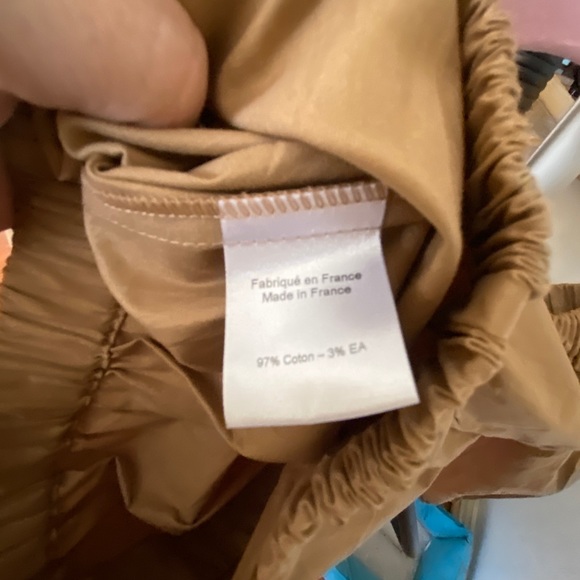 Fabriqué en France
Made in France
97% Coton – 3% EA